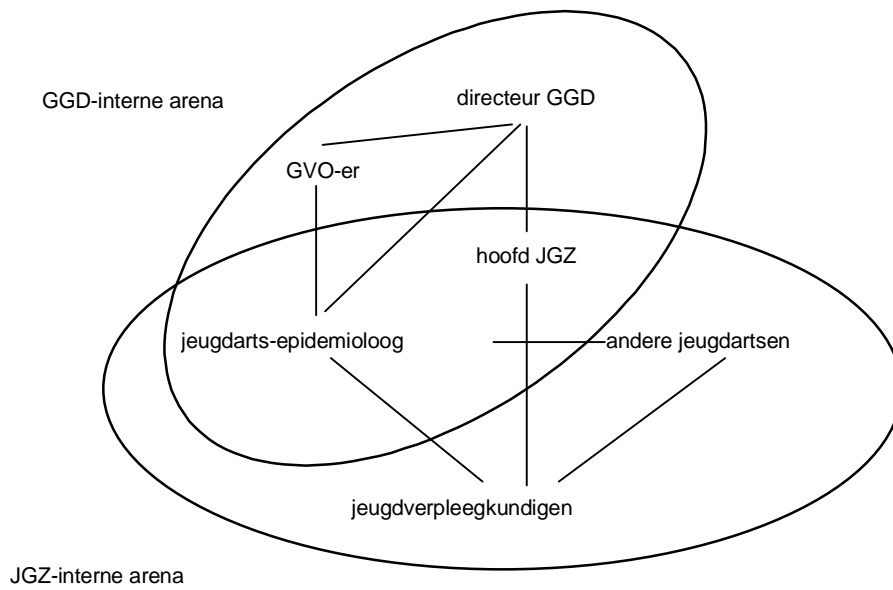 directeur GGD
GGD-interne arena
GVO-er
hoofd JGZ
jeugdarts-epidemioloog
andere jeugdartsen
jeugdverpleegkundigen
JGZ-interne arena